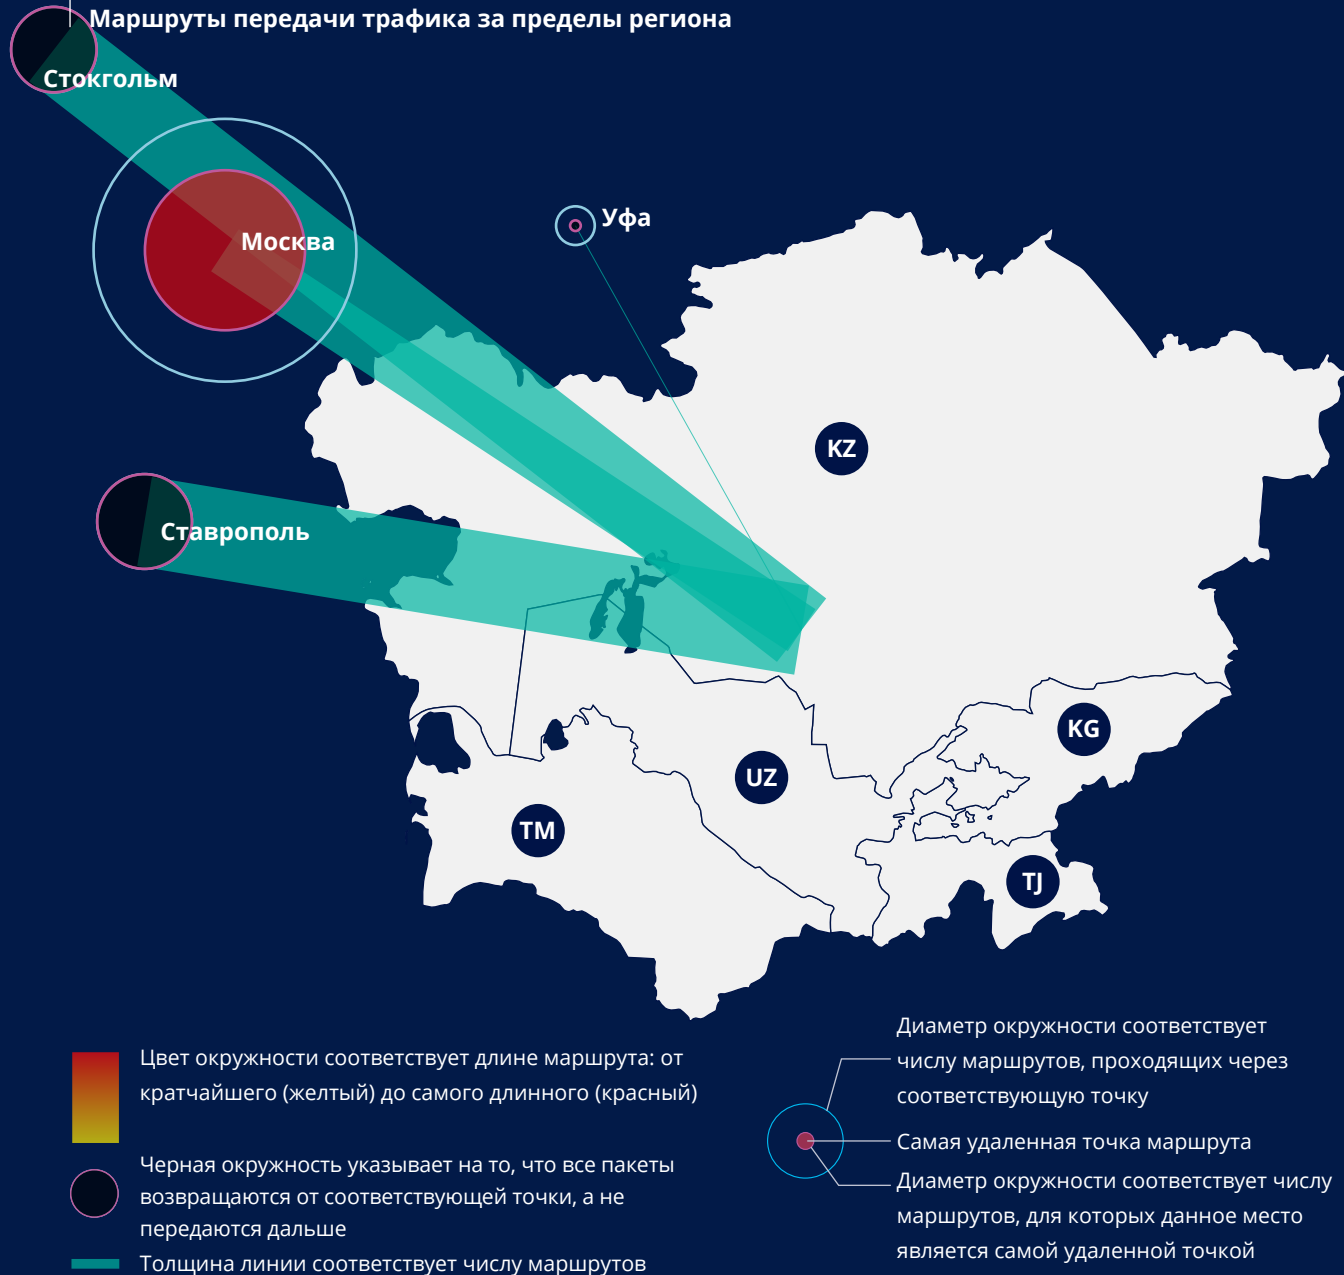 Маршруты передачи трафика за пределы региона
Стокгольм
Москва
Уфа
Ставрополь
KZ
KG
UZ
TM
TJ
Цвет окружности соответствует длине маршрута: от
кратчайшего (желтый) до самого длинного (красный)
Черная окружность указывает на то, что все пакеты
возвращаются от соответствующей точки, а не
передаются дальше
Толщина линии соответствует числу маршрутов
Диаметр окружности соответствует
числу маршрутов, проходящих через
соответствующую точку
Самая удаленная точка маршрута
Диаметр окружности соответствует числу
маршрутов, для которых данное место
является самой удаленной точкой